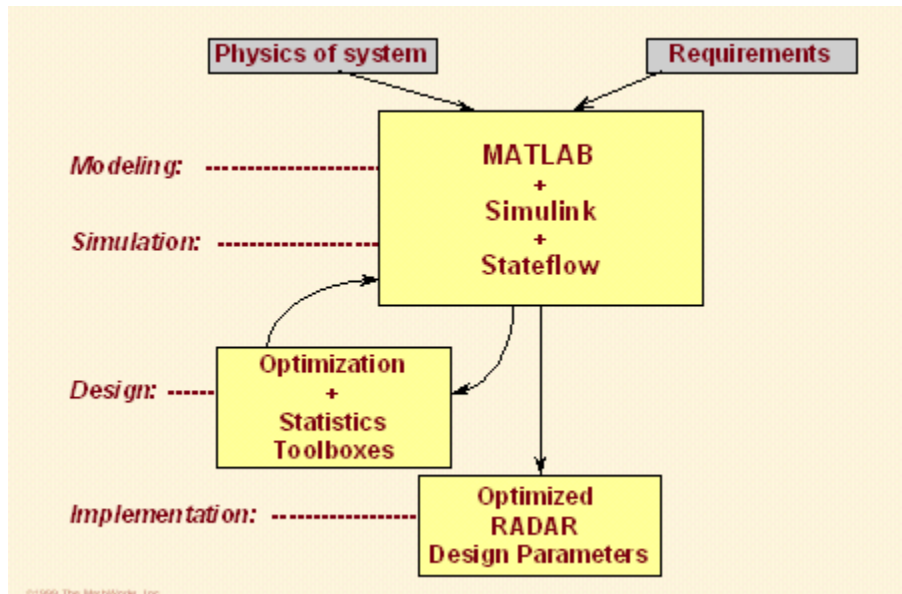 Physics of system
Requirements
Modeling:
MATLAB
+
Simulink
+
Stateflow
Simulation:
Optimization
+
Statistics
Toolboxes
Design:
Implementation:
Optimized
RADAR
Design Parameters